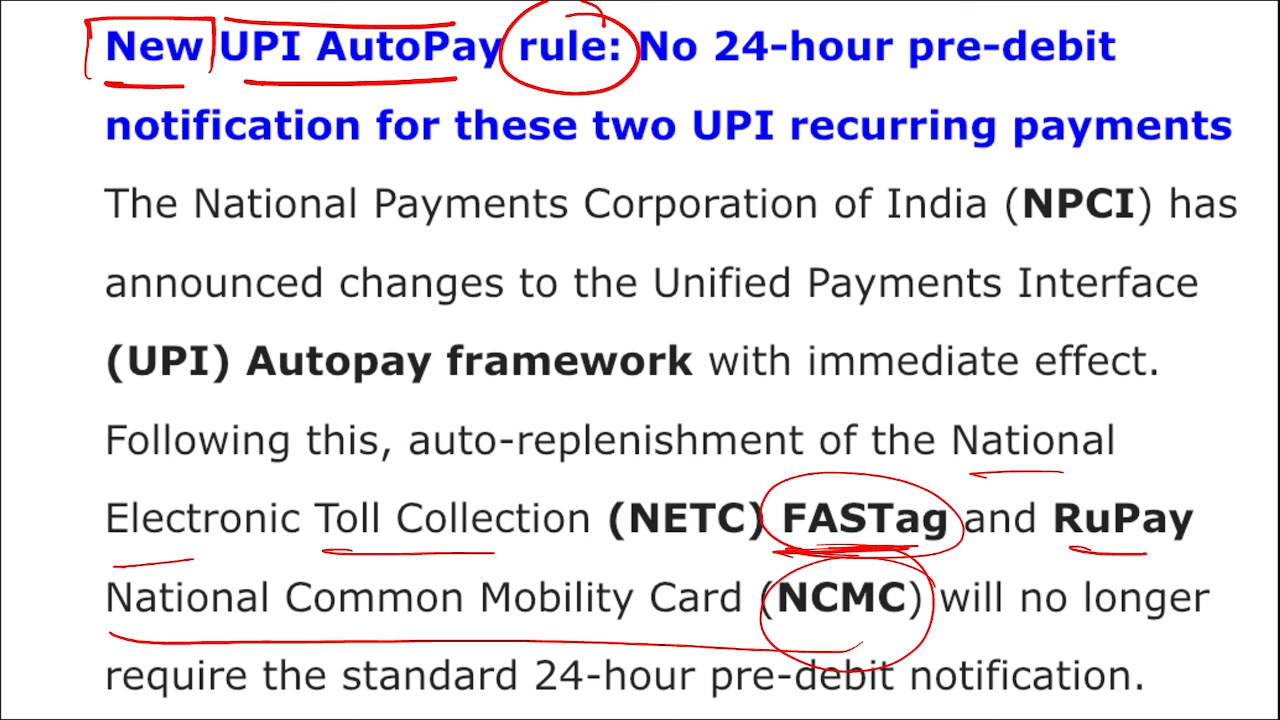 New UPI AutoPay rule: No 24-hour pre-debit
notification for these two UPI recurring payments
The National Payments Corporation of India (NPCI) has
announced changes to the Unified Payments Interface
(UPI) Autopay framework with immediate effect.
Following this, auto-replenishment of the National
Electronic Toll Collection (NETC) FASTag and RuPay
National Common Mobility Card (NCMC) will no longer
require the standard 24-hour pre-debit notification.